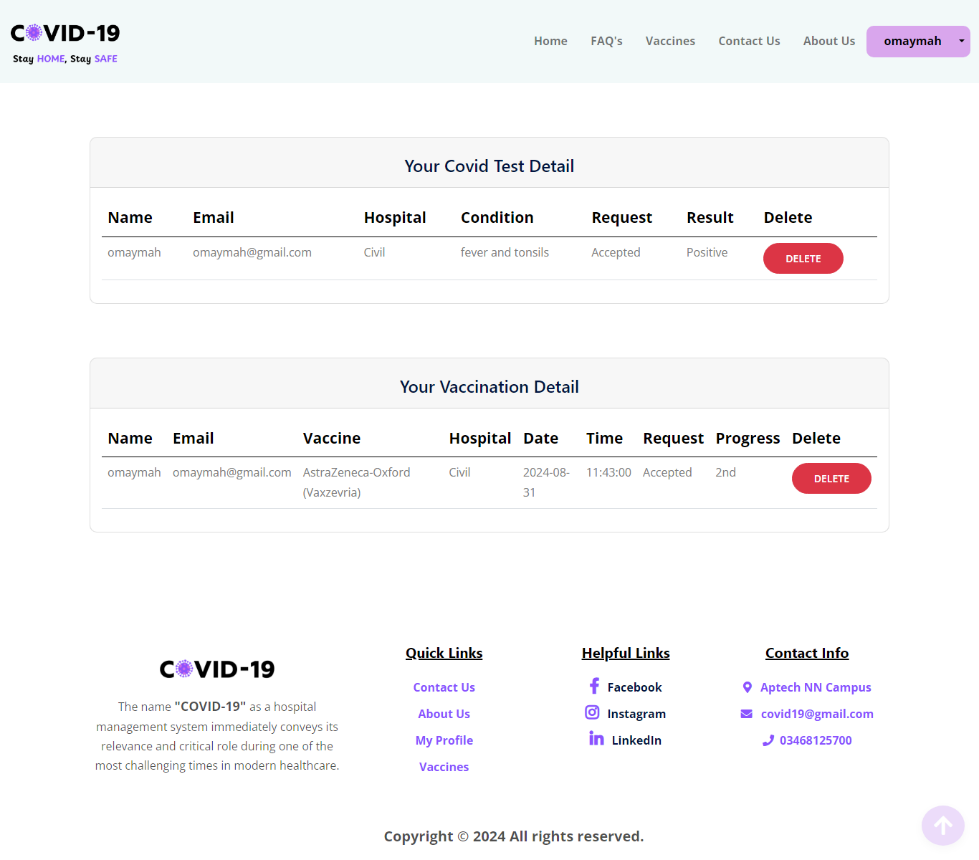 COVID-19
Stay HOME, Stay SAFE
Home FAQ's Vaccines Contact Us About Us omaymah
Your Covid Test Detail
Name Email Hospital Condition Request Result Delete
omaymah omaymah@gmail.com Civil fever and tonsils Accepted Positive DELETE
Your Vaccination Detail
Name Email Vaccine Hospital Date Time Request Progress Delete
omaymah omaymah@gmail.com AstraZeneca-Oxford Civil 2024-08- 11:43:00 Accepted 2nd DELETE
(Vaxzevria) 31
COVID-19
The name "COVID-19" as a hospital
management system immediately conveys its
relevance and critical role during one of the
most challenging times in modern healthcare.
Quick Links
Contact Us
About Us
My Profile
Vaccines
Helpful Links
Facebook
Instagram
LinkedIn
Contact Info
Aptech NN Campus
covid19@gmail.com
03468125700
Copyright © 2024 All rights reserved.